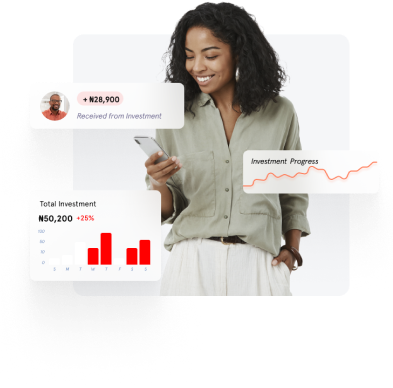 + ₦28,900
Received from Investment
Investment Progress
Total Investment
₦50,200 +25%